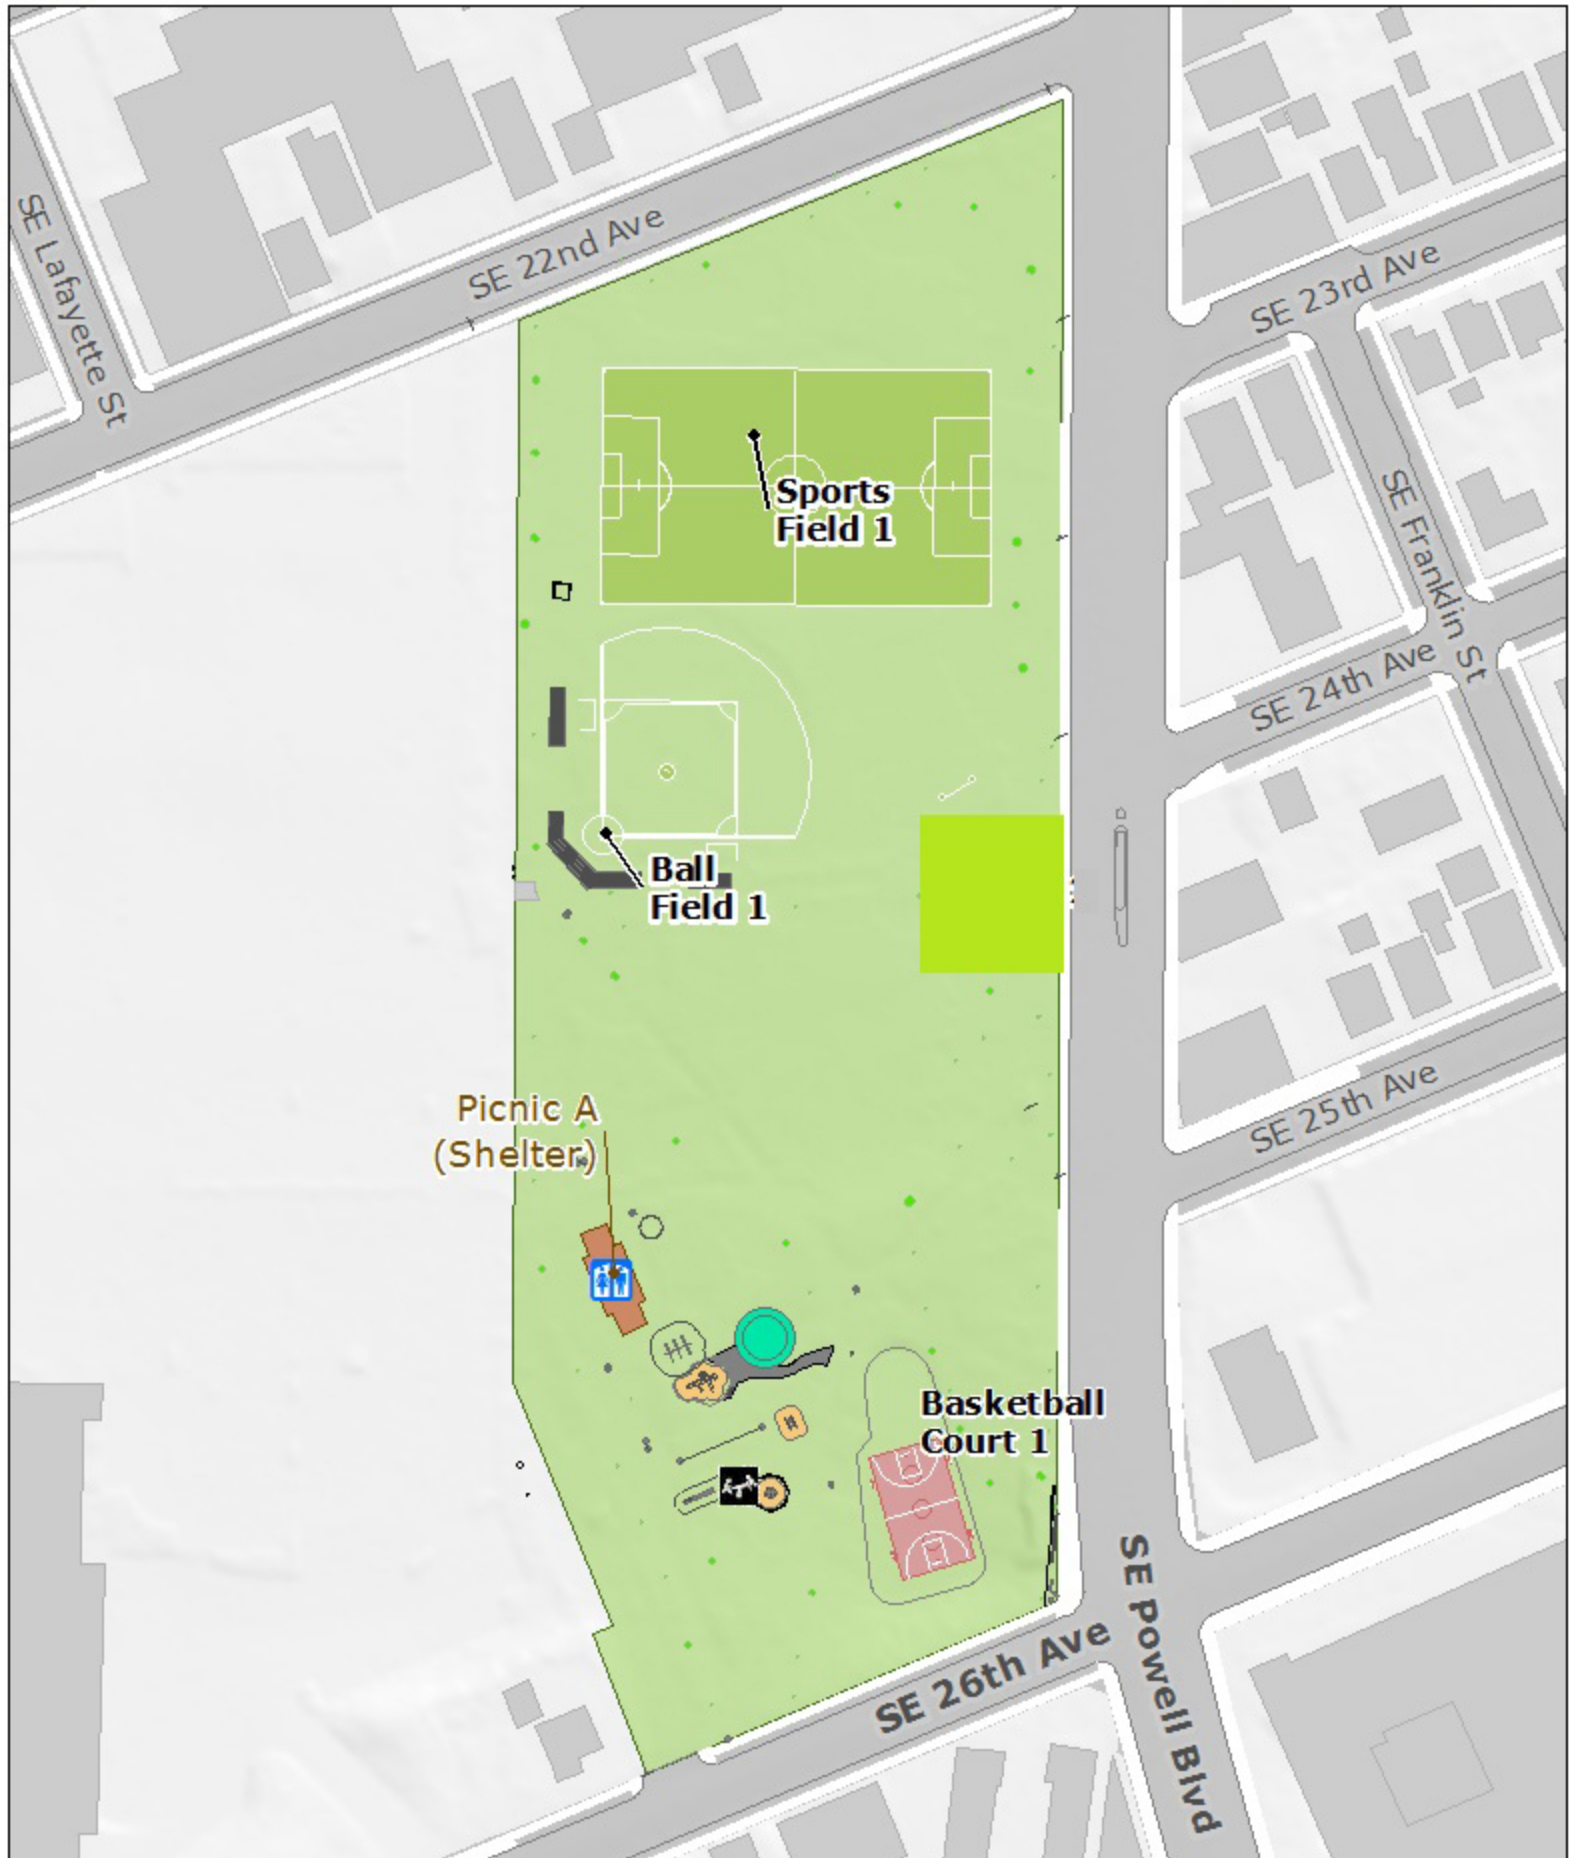 SE Lafayette St
SE 22nd Ave
SE 23rd Ave
Sports
Field 1
SE Franklin St
SE 24th Ave
Ball
Field 1
Picnic A
(Shelter)
SE 25th Ave
Basketball
Court 1
SE 26th Ave
SE Powell Blvd